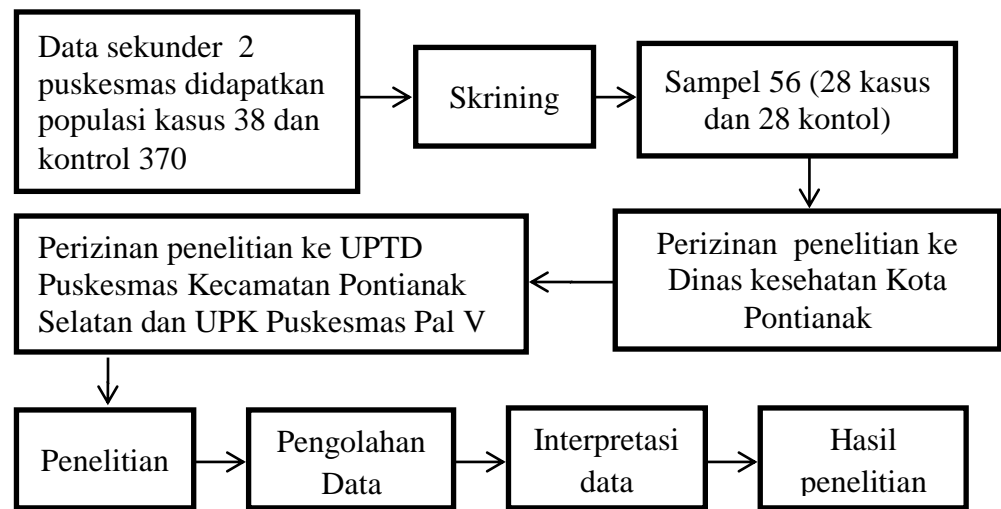 Data sekunder 2
puskesmas didapatkan
populasi kasus 38 dan
kontrol 370
Skrining
Sampel 56 (28 kasus
dan 28 kontol)
Perizinan penelitian ke
Dinas kesehatan Kota
Pontianak
Perizinan penelitian ke UPTD
Puskesmas Kecamatan Pontianak
Selatan dan UPK Puskesmas Pal V
Penelitian
Pengolahan
Data
Interpretasi
data
Hasil
penelitian